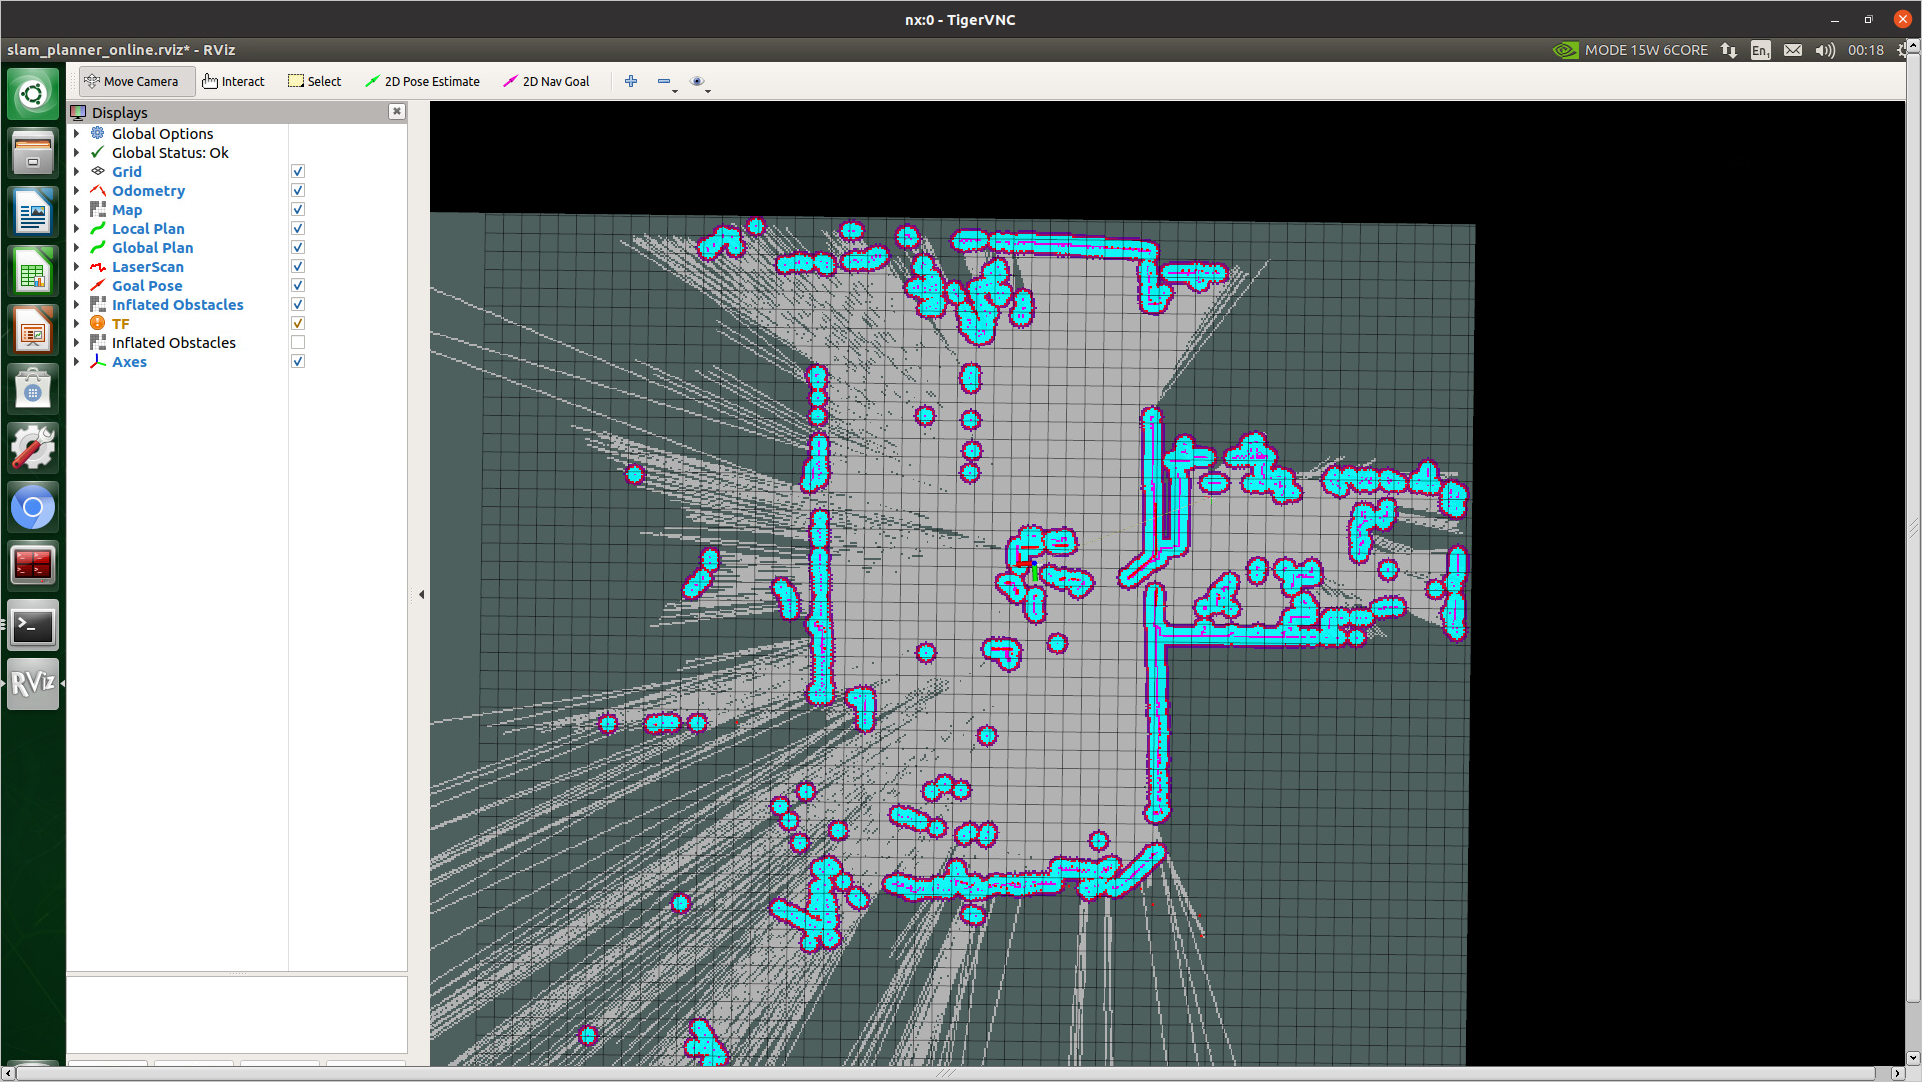 nx:0 - TigerVNC
slam_planner_online.rviz* - RViz
MODE 15W 6CORE
En1
00:18
Move Camera
Interact
Select
2D Pose Estimate
2D Nav Goal
Displays
Global Options
Global Status: Ok
Grid
Odometry
Map
Local Plan
Global Plan
LaserScan
Goal Pose
Inflated Obstacles
TF
Inflated Obstacles
Axes
RViz